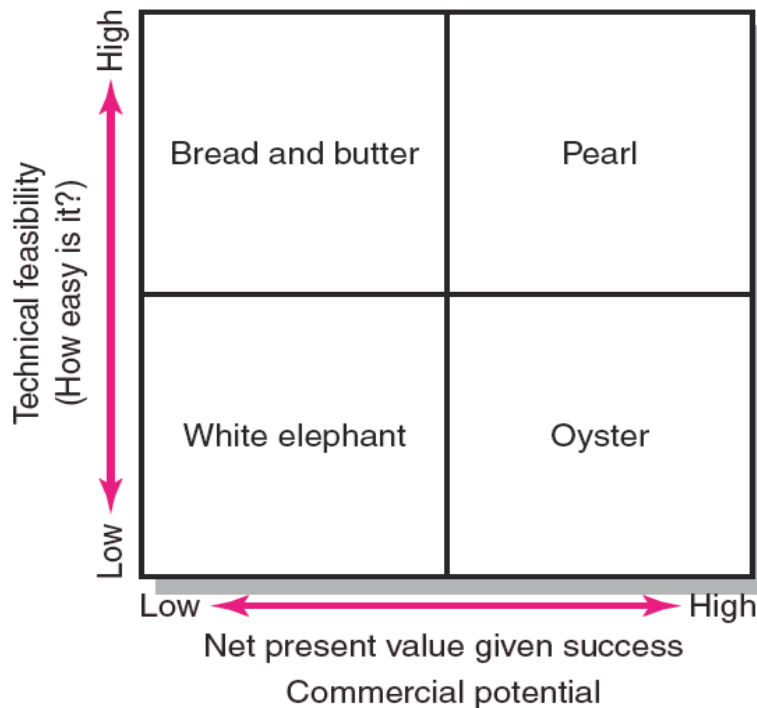 High
Technical feasibility
(How easy is it?)
Low
Bread and butter
Pearl
White elephant
Oyster
Low
High
Net present value given success
Commercial potential